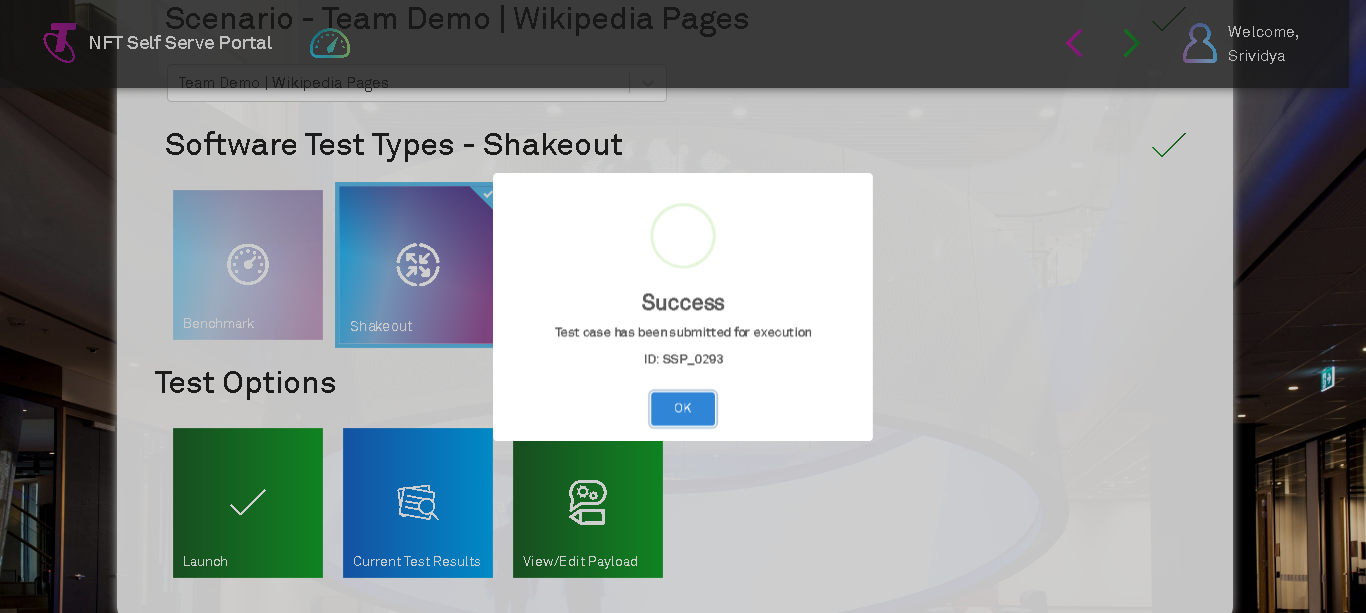 Scenario - Team Demo | Wikipedia Pages
NFT Self Serve Portal
Welcome,
Srividya
Team Demo | Wikipedia Pages
Software Test Types - Shakeout
Benchmark
Shakeout
Success
Test case has been submitted for execution
ID: SSP_0293
OK
Test Options
Launch
Current Test Results
View/Edit Payload